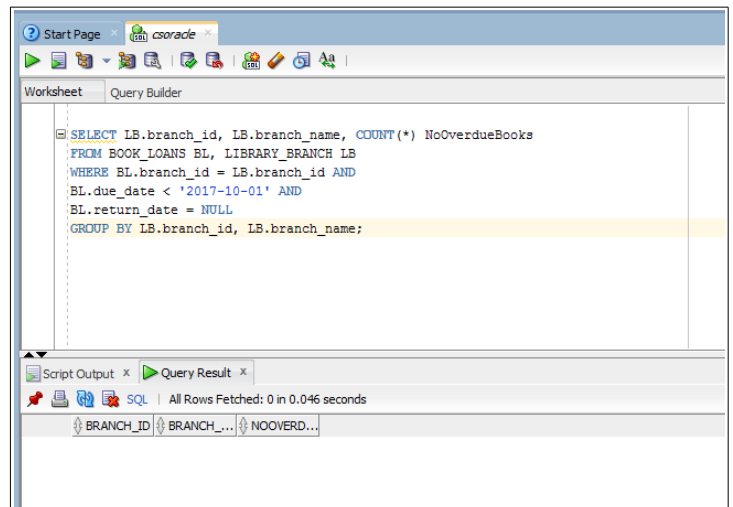 Start Page
csoracle
Worksheet Query Builder
SELECT LB.branch_id, LB.branch_name, COUNT(*) NoOverdueBooks
FROM BOOK_LOANS BL, LIBRARY_BRANCH LB
WHERE BL.branch_id = LB.branch_id AND
BL.due_date < '2017-10-01' AND
BL.return_date = NULL
GROUP BY LB.branch_id, LB.branch_name;
Script Output x Query Result x
SQL | All Rows Fetched: 0 in 0.046 seconds
BRANCH_ID BRANCH_... NOOVERD...